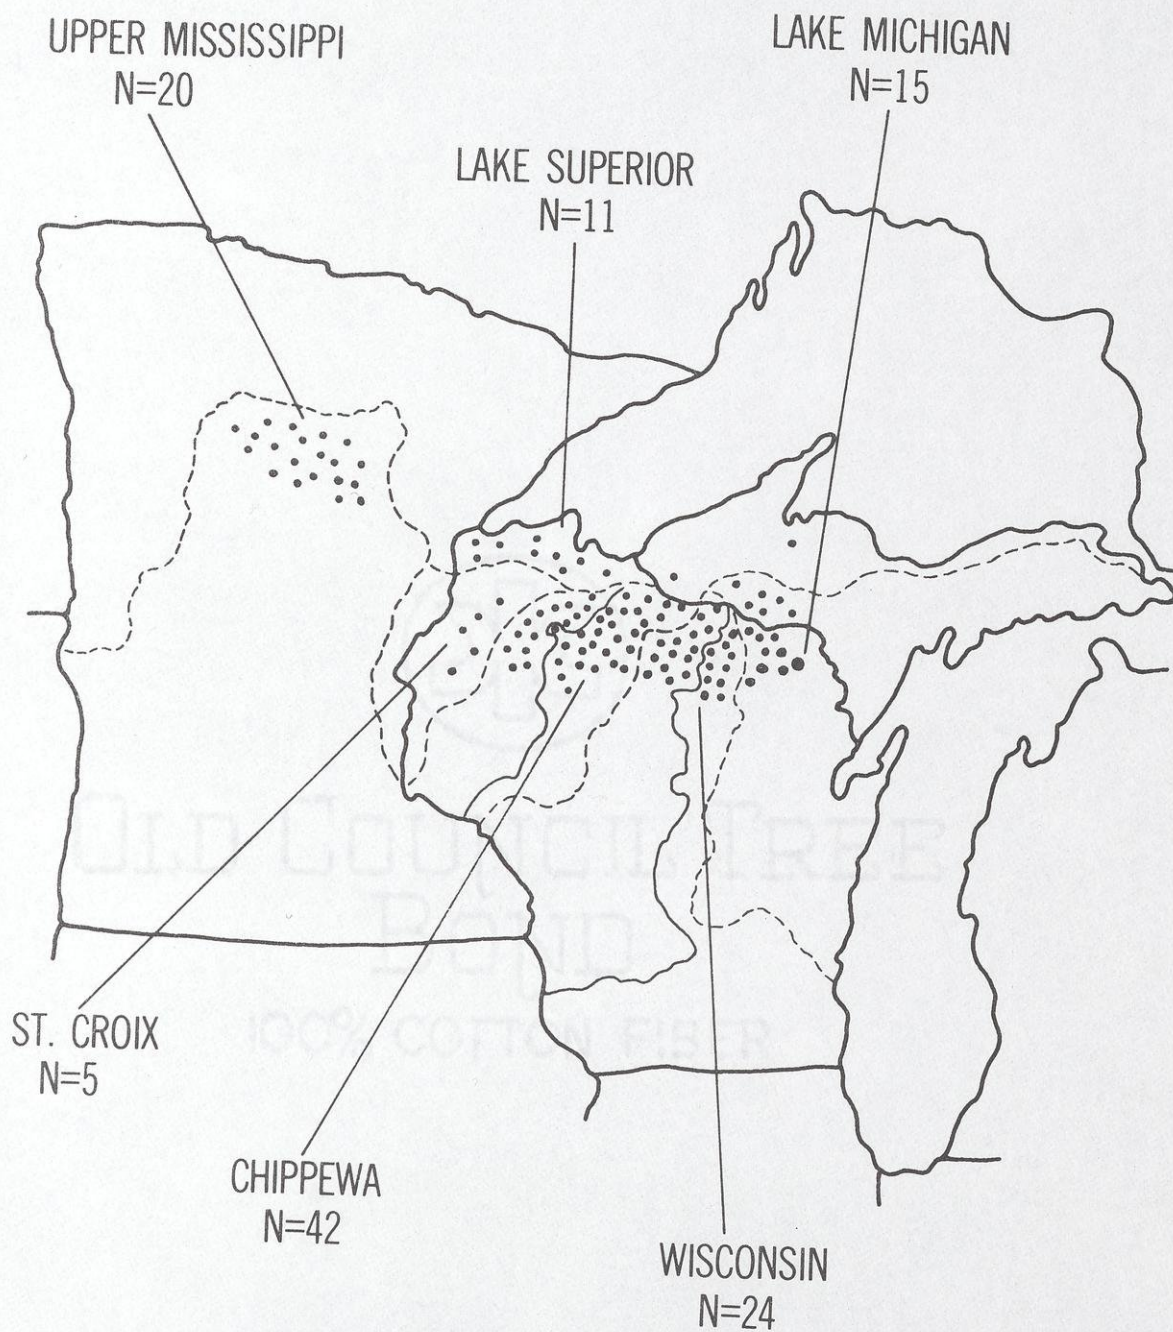 UPPER MISSISSIPPI
N=20
LAKE MICHIGAN
N=15
LAKE SUPERIOR
N=11
OLD COUNCIL TREE
BOND
100% COTTON FIBER
ST. CROIX
N=5
CHIPPEWA
N=42
WISCONSIN
N=24